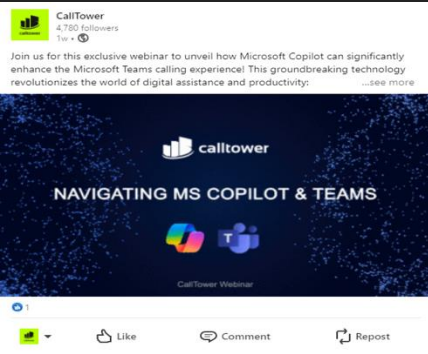 CallTower
4,780 followers
1w •
Join us for this exclusive webinar to unveil how Microsoft Copilot can significantly
enhance the Microsoft Teams calling experience! This groundbreaking technology
revolutionizes the world of digital assistance and productivity: ...see more
calltower
NAVIGATING MS COPILOT & TEAMS
T
CallTower Webinar
1
Like Comment Repost